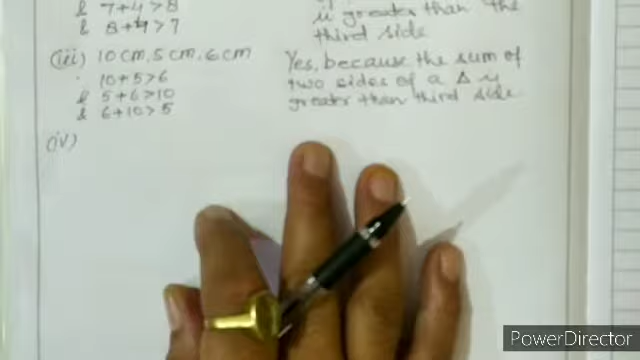 & 7+4>8
is greater than the
& 8+4>7
third side
(iii) 10 cm, 5 cm, 6 cm
Yes, because the sum of
10+5>6
two sides of a Δ is
& 5+6>10
greater than third side
& 6+10>5
(iv)
PowerDirector